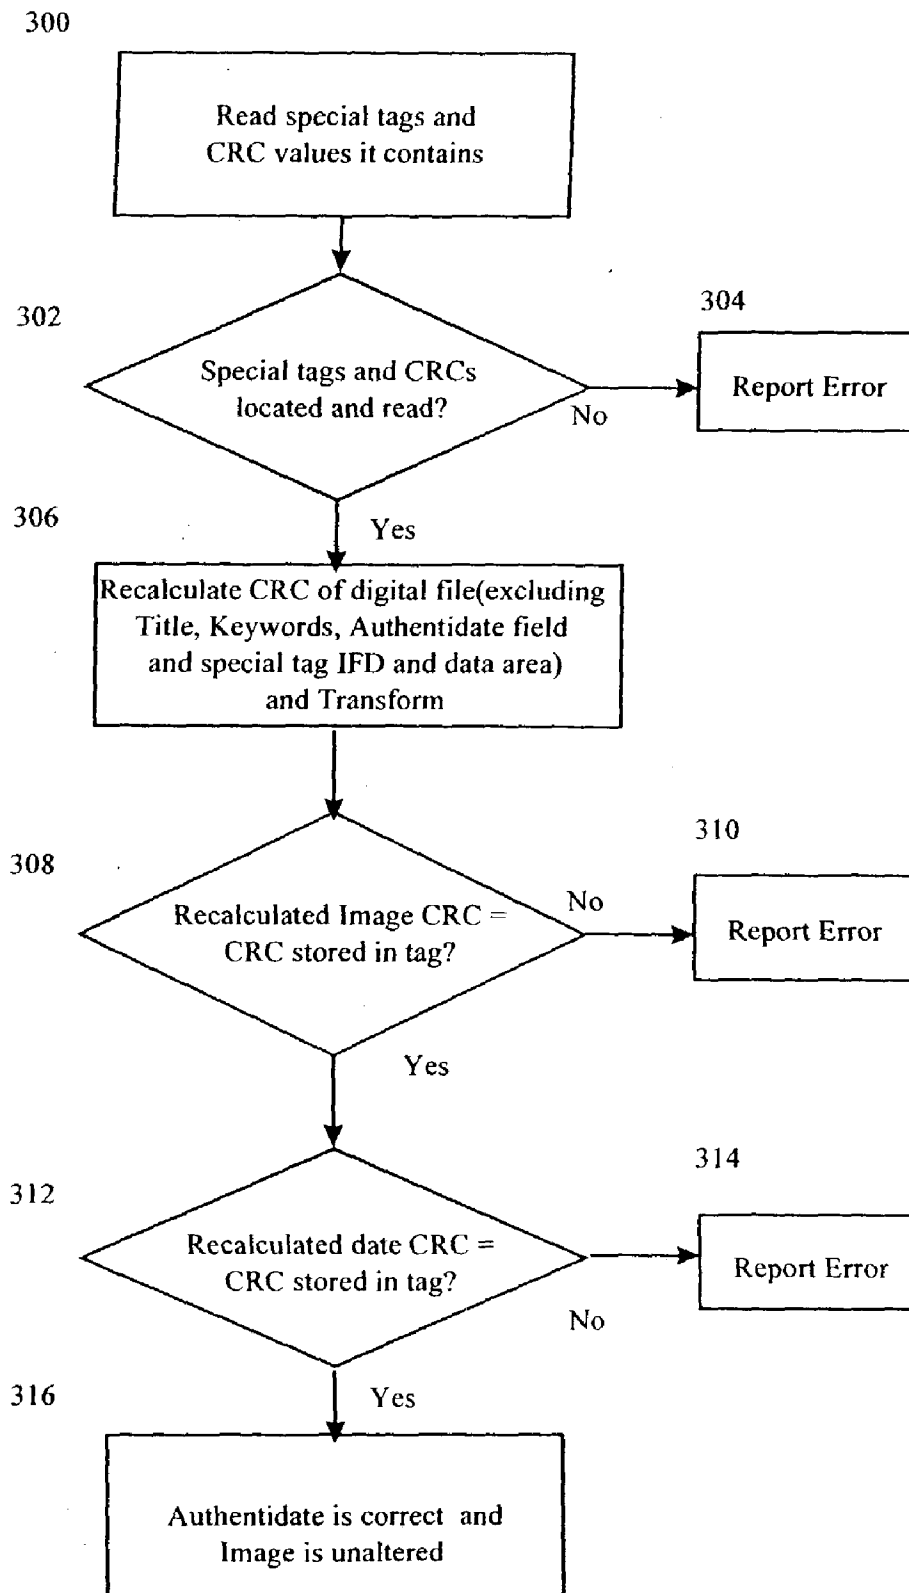 300
Read special tags and
CRC values it contains
302
Special tags and CRCs
located and read?
No
304
Report Error
306
Yes
Recalculate CRC of digital file(excluding
Title, Keywords, Authentidate field
and special tag IFD and data area)
and Transform
308
Recalculated Image CRC =
CRC stored in tag?
No
310
Report Error
Yes
312
Recalculated date CRC =
CRC stored in tag?
No
314
Report Error
316
Yes
Authentidate is correct and
Image is unaltered